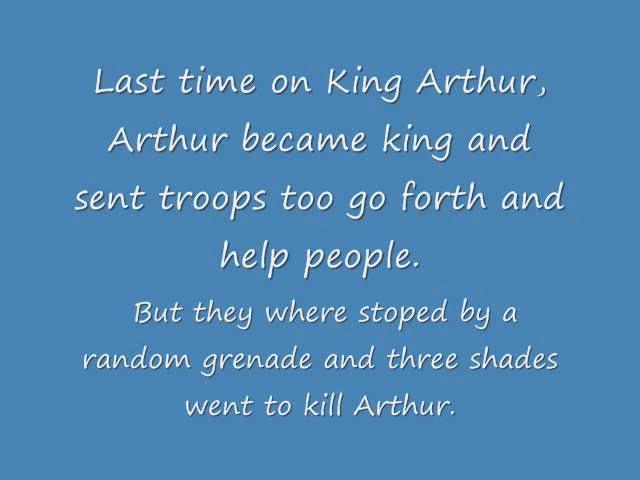 Last time on King Arthur,
Arthur became king and
sent troops too go forth and
help people.
But they where stoped by a
random grenade and three shades
went to kill Arthur.